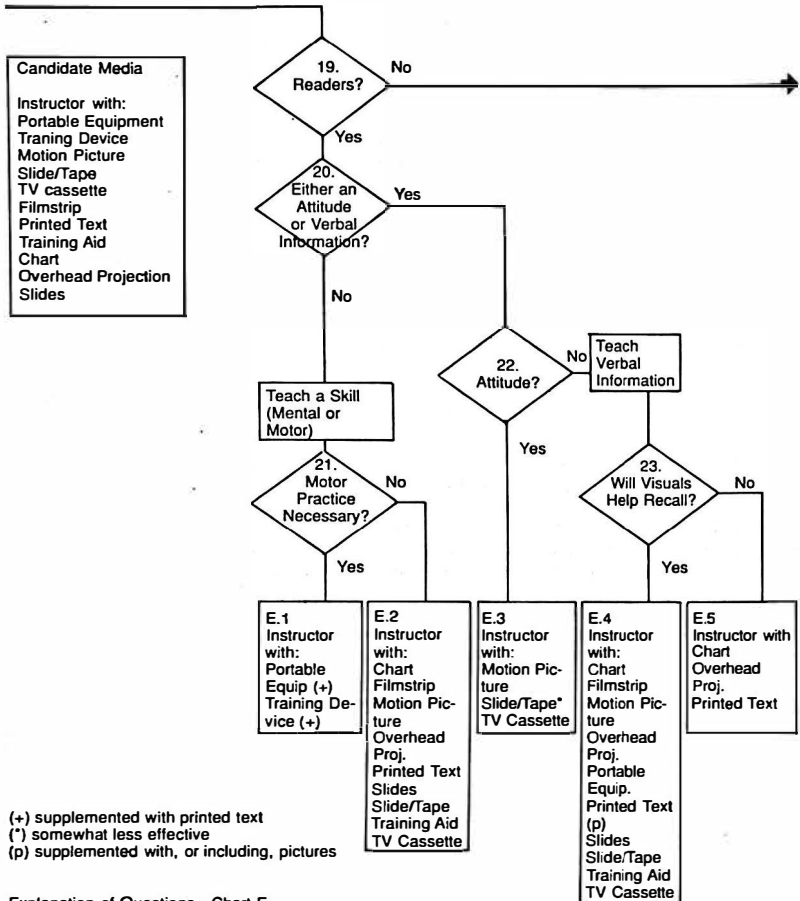 19.
Readers?
No
Yes
Candidate Media
Instructor with:
Portable Equipment
Traning Device
Motion Picture
Slide/Tape
TV cassette
Filmstrip
Printed Text
Training Aid
Chart
Overhead Projection
Slides
20.
Either an
Attitude
or Verbal
Information?
Yes
No
22.
Attitude?
No
Yes
Teach
Verbal
Information
Teach a Skill
(Mental or
Motor)
21.
Motor
Practice
Necessary?
No
Yes
23.
Will Visuals
Help Recall?
No
Yes
E.1
Instructor
with:
Portable
Equip (+)
Training De-
vice (+)
E.2
Instructor
with:
Chart
Filmstrip
Motion Pic-
ture
Overhead
Proj.
Printed Text
Slides
Slide/Tape
Training Aid
TV Cassette
E.3
Instructor
with:
Motion Pic-
ture
Slide/Tape*
TV Cassette
E.4
Instructor
with:
Chart
Filmstrip
Motion Pic-
ture
Overhead
Proj.
Portable
Equip.
Printed Text
(p)
Slides
Slide/Tape
Training Aid
TV Cassette
E.5
Instructor with
Chart
Overhead
Proj.
Printed Text
(+) supplemented with printed text
(*) somewhat less effective
(p) supplemented with, or including, pictures
Explanation of Questions - Chart E